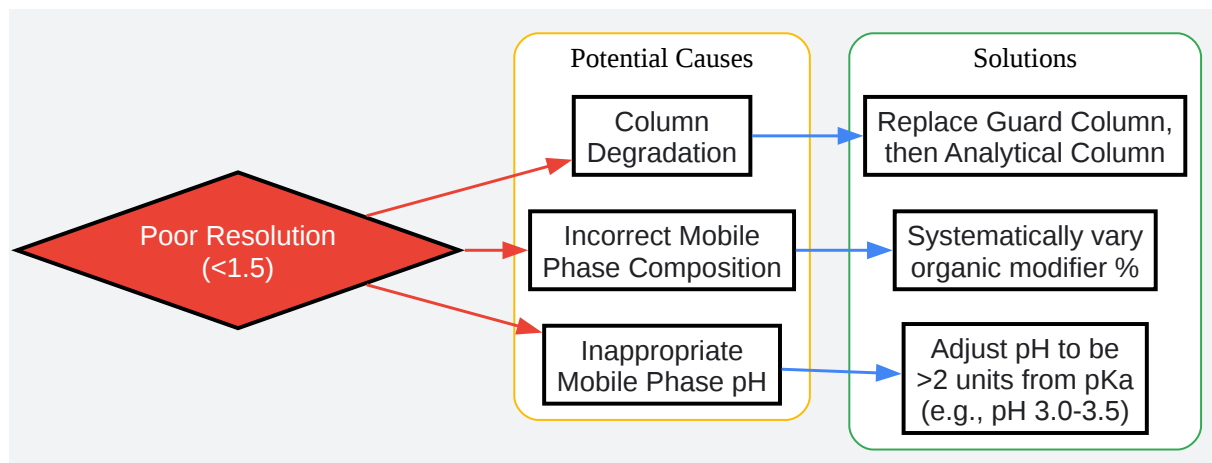 Potential Causes
Solutions
Poor Resolution
(<1.5)
Column
Degradation
Replace Guard Column,
then Analytical Column
Incorrect Mobile
Phase Composition
Systematically vary
organic modifier %
Inappropriate
Mobile Phase pH
Adjust pH to be
>2 units from pKa
(e.g., pH 3.0-3.5)